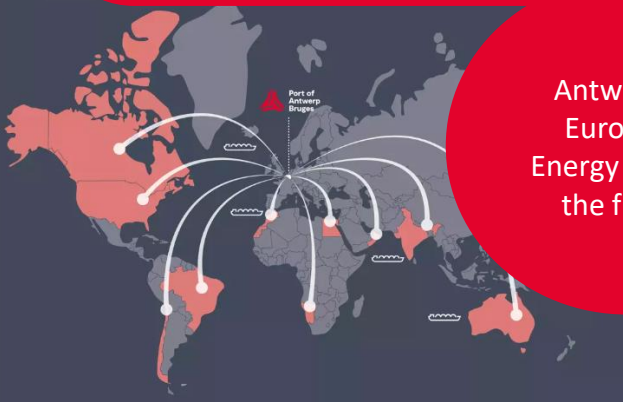 Port of
Antwerp
Bruges
Antw
Euro
Energy
the f